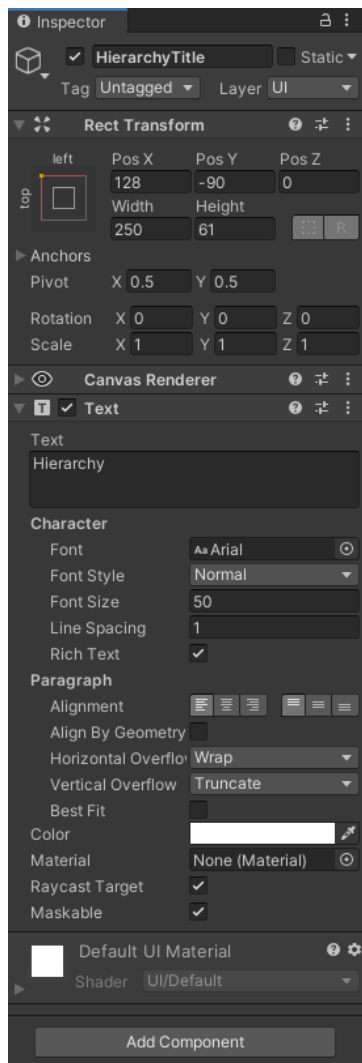 Inspector
HierarchyTitle Static
Tag Untagged Layer UI
Rect Transform
left Pos X Pos Y Pos Z
top 128 -90 0
Width Height
250 61 R
Anchors
Pivot X 0.5 Y 0.5
Rotation X 0 Y 0 Z 0
Scale X 1 Y 1 Z 1
Canvas Renderer
T Text
Text
Hierarchy
Character
Font Aa Arial
Font Style Normal
Font Size 50
Line Spacing 1
Rich Text
Paragraph
Alignment
Align By Geometry
Horizontal Overflow Wrap
Vertical Overflow Truncate
Best Fit
Color
Material None (Material)
Raycast Target
Maskable
Default UI Material
Shader UI/Default
Add Component